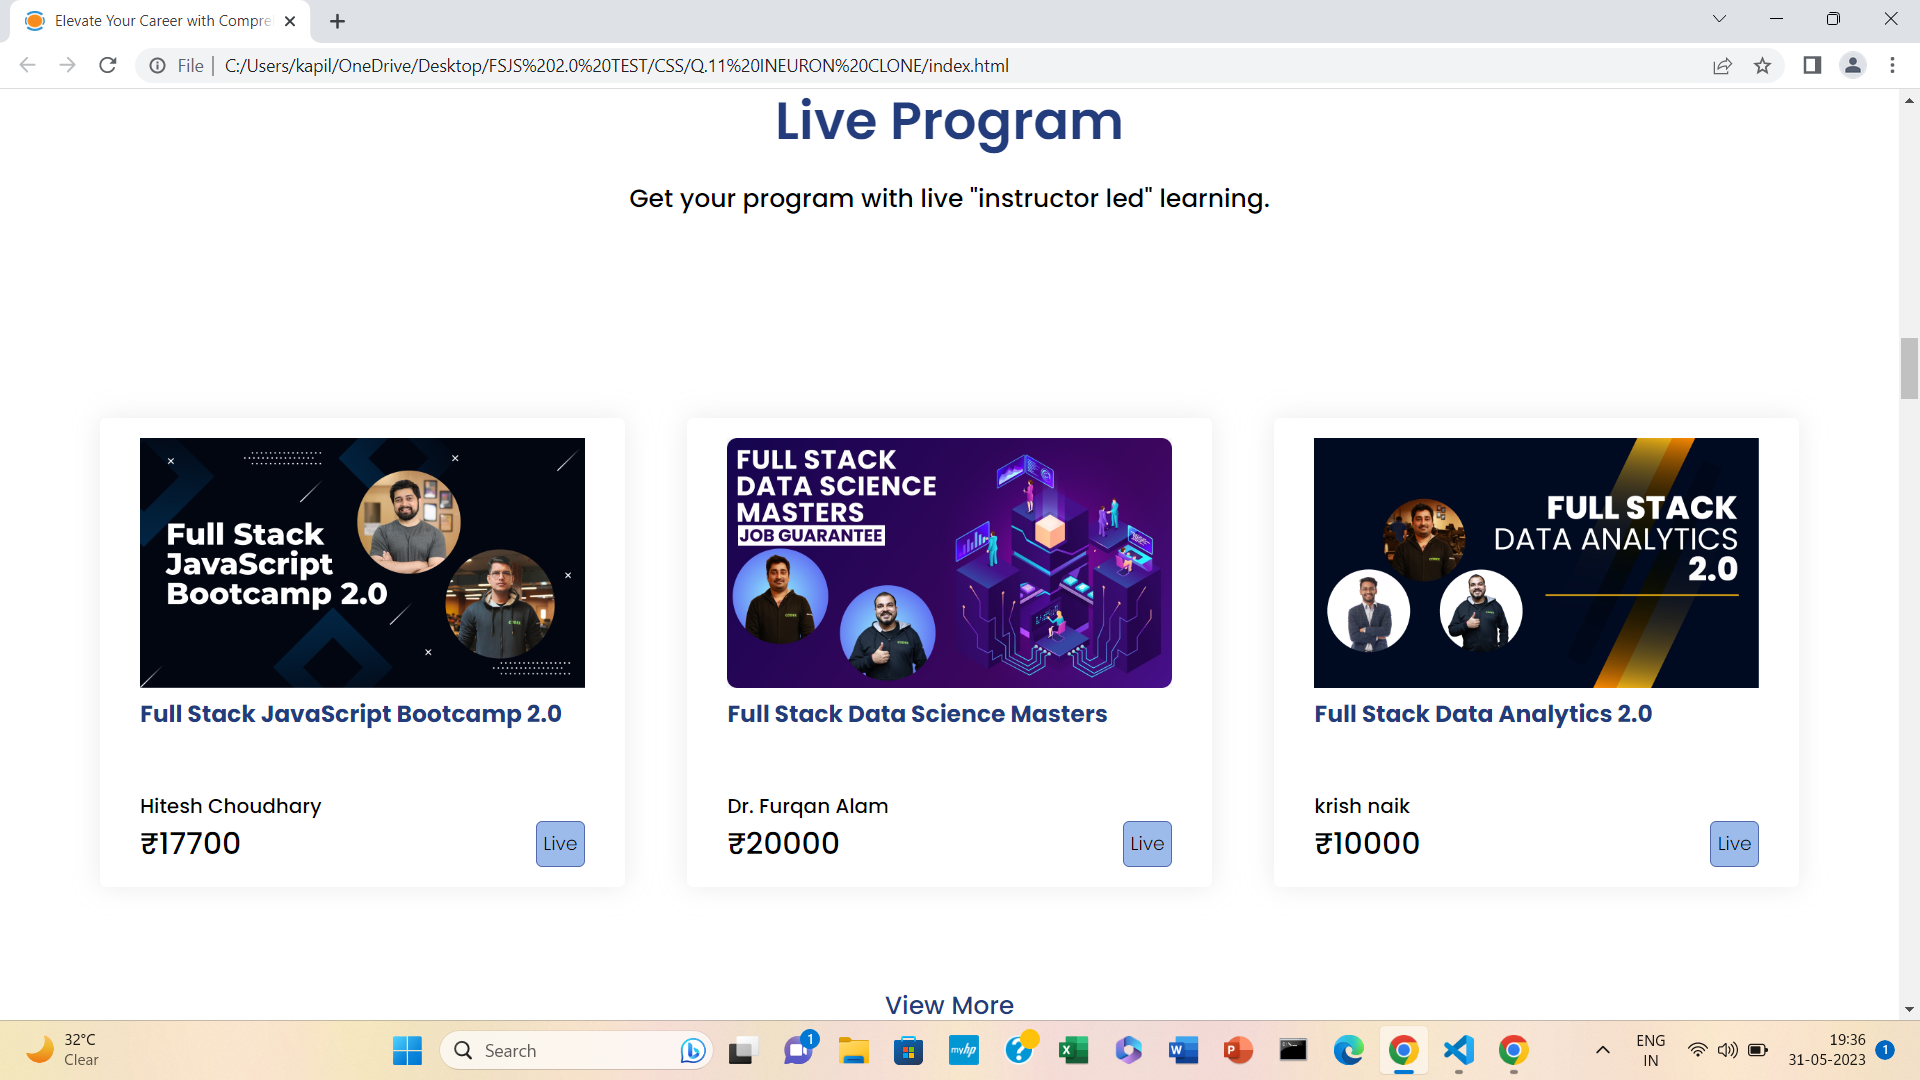 Elevate Your Career with Compre
File
C:/Users/kapil/OneDrive/Desktop/FSJS%202.0%20TEST/CSS/Q.11%20INEURON%20CLONE/index.html
Live Program
Get your program with live "instructor led" learning.
Full Stack
JavaScript
Bootcamp 2.0
Full Stack JavaScript Bootcamp 2.0
Hitesh Choudhary
₹17700
Live
FULL STACK
DATA SCIENCE
MASTERS
JOB GUARANTEE
Full Stack Data Science Masters
Dr. Furqan Alam
₹20000
Live
FULL STACK
DATA ANALYTICS
2.0
Full Stack Data Analytics 2.0
krish naik
₹10000
Live
View More
32°C
Clear
Search
1
myhp
ENG
IN
19:36
31-05-2023
1